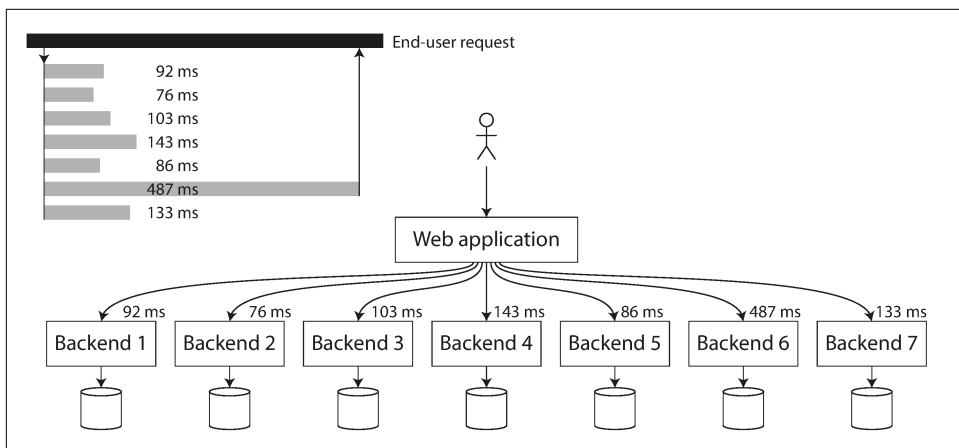 End-user request
92 ms
76 ms
103 ms
143 ms
86 ms
487 ms
133 ms
Web application
92 ms
76 ms
103 ms
143 ms
86 ms
487 ms
133 ms
Backend 1
Backend 2
Backend 3
Backend 4
Backend 5
Backend 6
Backend 7